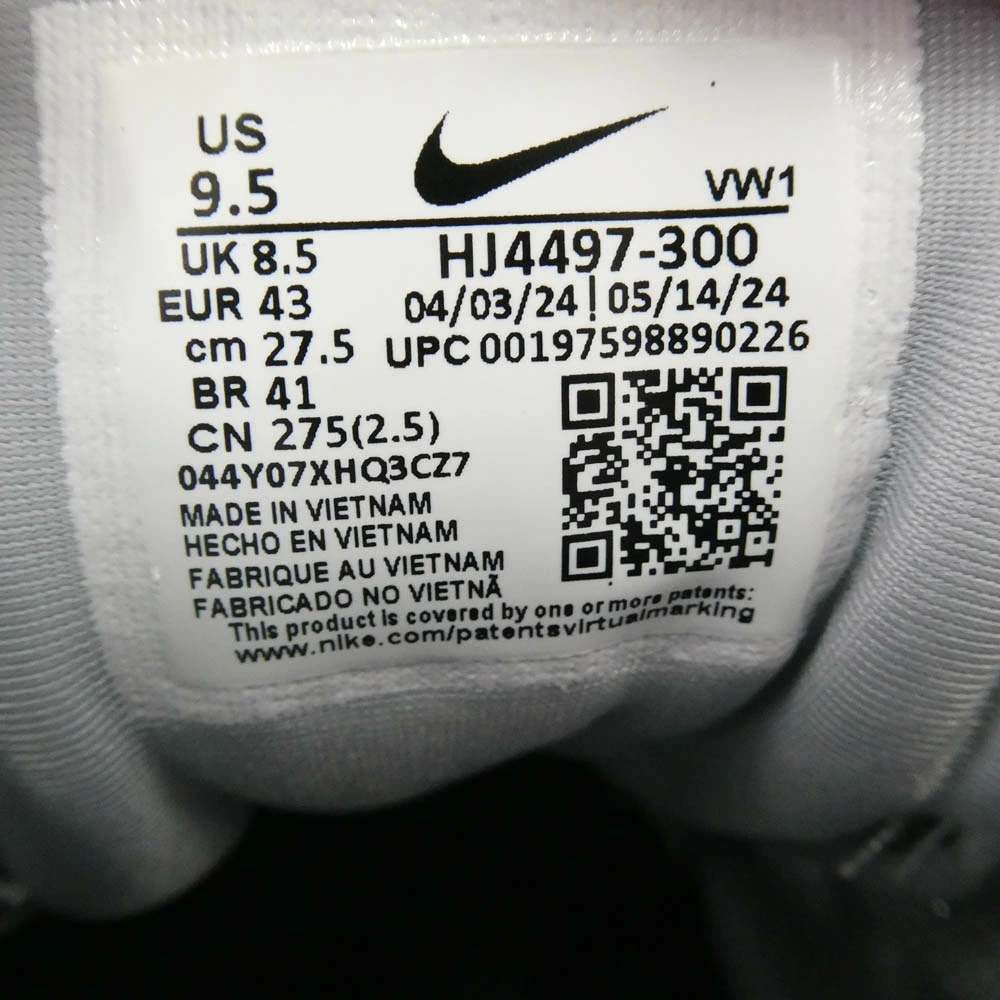 US
9.5
VW1
UK 8.5
HJ4497-300
EUR 43
04/03/24 | 05/14/24
cm 27.5
UPC 00197598890226
BR 41
CN 275(2.5)
044Y07XHQ3CZ7
MADE IN VIETNAM
HECHO EN VIETNAM
FABRIQUE AU VIETNAM
FABRICADO NO VIETNÃ
This product is covered by one or more patents:
www.nike.com/patentsvirtualmarking